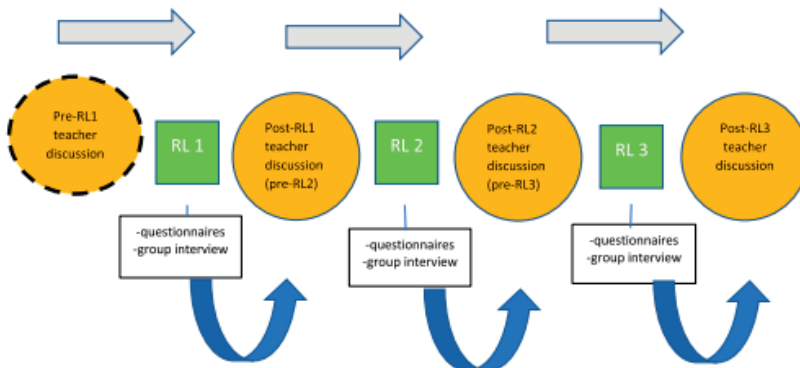 Pre-RL1
teacher
discussion
RL 1
Post-RL1
teacher
discussion
(pre-RL2)
RL 2
Post-RL2
teacher
discussion
(pre-RL3)
RL 3
Post-RL3
teacher
discussion
-questionnaires
-group interview
-questionnaires
-group interview
-questionnaires
-group interview